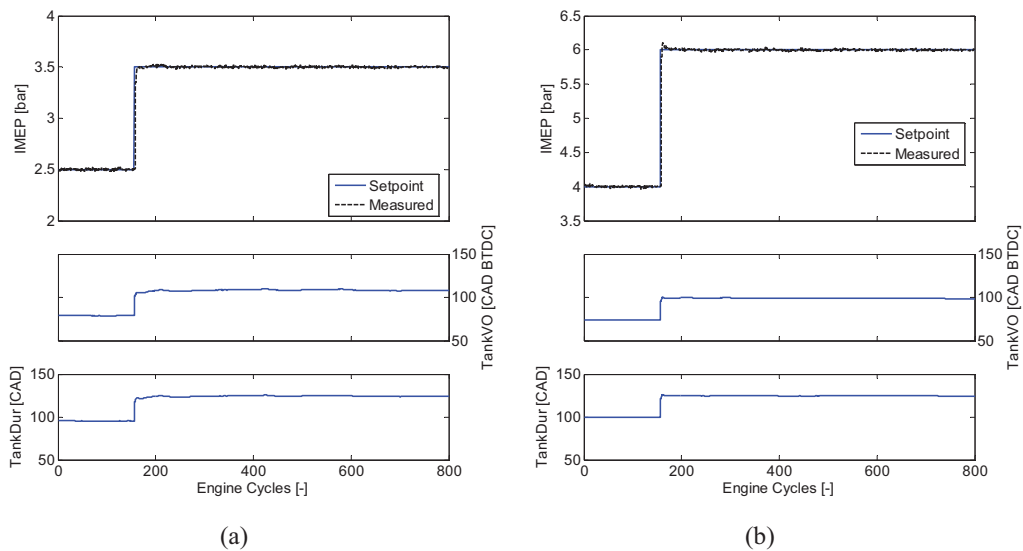 4
3.5
3
2.5
2
IMEP [bar]
Setpoint
Measured
150
100
50
TankVO [CAD BTDC]
150
100
50
TankDur [CAD]
0 200 400 600 800
Engine Cycles [-]
(a)
6.5
6
5.5
5
4.5
4
3.5
IMEP [bar]
Setpoint
Measured
150
100
50
TankVO [CAD BTDC]
150
100
50
TankDur [CAD]
0 200 400 600 800
Engine Cycles [-]
(b)